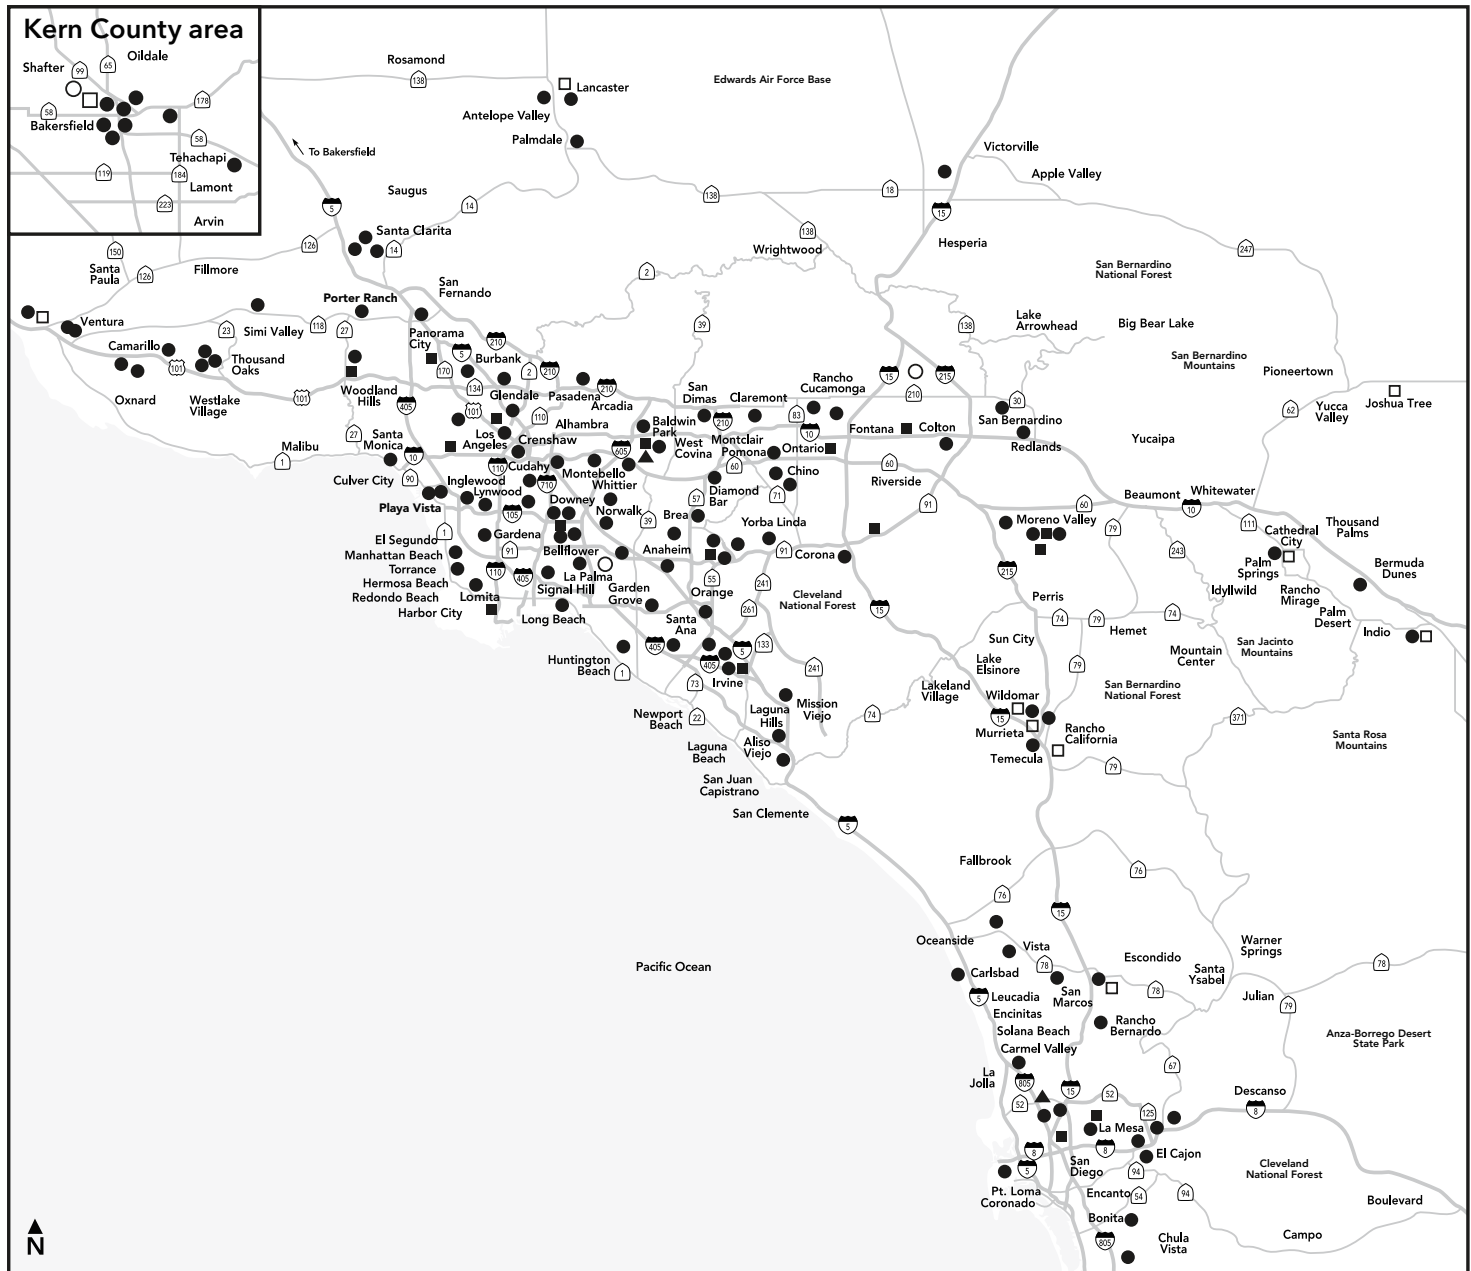 Kern County area
Oildale
Shafter
99
65
178
58
Bakersfield
58
Tehachapi
119
184
Lamont
223
Arvin
Rosamond
138
Edwards Air Force Base
Lancaster
Antelope Valley
Palmdale
To Bakersfield
Victorville
Apple Valley
Saugus
5
14
138
18
15
Santa Clarita
126
14
138
Wrightwood
Hesperia
247
150
Santa
Paula
126
Fillmore
2
San Bernardino
National Forest
San
Fernando
Porter Ranch
Ventura
23
Simi Valley
118
27
Panorama
City
210
39
138
Lake
Arrowhead
Big Bear Lake
Camarillo
101
Thousand
Oaks
5
Burbank
170
2
210
134
210
15
210
215
San Bernardino
Mountains
Pioneertown
Oxnard
Westlake
Village
101
Woodland
Hills
405
101
Glendale
Pasadena
Arcadia
110
San
Dimas
Claremont
Rancho
Cucamonga
30
62
Yucca
Valley
Joshua Tree
Malibu
1
27
Santa
Monica
10
Los
Angeles
Crenshaw
Alhambra
Baldwin
Park
210
83
10
Fontana
Colton
San Bernardino
Redlands
Yucaipa
Culver City
90
110
Cudahy
605
West
Covina
Montclair
Pomona
Ontario
60
60
Inglewood
Lynwood
710
Montebello
Whittier
Diamond
Bar
Chino
71
Riverside
Playa Vista
105
Downey
Norwalk
57
39
Brea
91
Beaumont
Whitewater
60
10
El Segundo
1
Gardena
Manhattan Beach
91
Bellflower
Anaheim
Yorba Linda
91
Corona
Moreno Valley
79
243
111
Cathedral
City
Thousand
Palms
Torrance
110
405
La Palma
Signal Hill
Garden
Grove
55
Orange
241
215
Palm
Springs
Bermuda
Dunes
Hermosa Beach
Redondo Beach
Lomita
Harbor City
Long Beach
261
Cleveland
National Forest
15
Perris
74
79
74
Idyllwild
Rancho
Mirage
Palm
Desert
Santa
Ana
Hemet
Indio
Huntington
Beach
1
405
405
5
133
241
Sun City
79
Mountain
Center
San Jacinto
Mountains
73
Irvine
Lake
Elsinore
Lakeland
Village
San Bernardino
National Forest
Newport
Beach
22
Laguna
Hills
Mission
Viejo
74
Wildomar
15
Murrieta
Rancho
California
371
Santa Rosa
Mountains
Laguna
Beach
Aliso
Viejo
Temecula
79
San Juan
Capistrano
San Clemente
5
Fallbrook
76
76
15
Oceanside
Vista
78
Escondido
Warner
Springs
Pacific Ocean
Carlsbad
San
Marcos
78
Santa
Ysabel
78
5
Leucadia
Encinitas
Julian
79
Solana Beach
Rancho
Bernardo
Anza-Borrego Desert
State Park
Carmel Valley
67
La
Jolla
805
15
52
52
125
Descanso
8
La Mesa
8
8
El Cajon
5
San
Diego
94
Cleveland
National Forest
Pt. Loma
Coronado
Encanto
54
94
Boulevard
Bonita
805
Chula
Vista
Campo
N